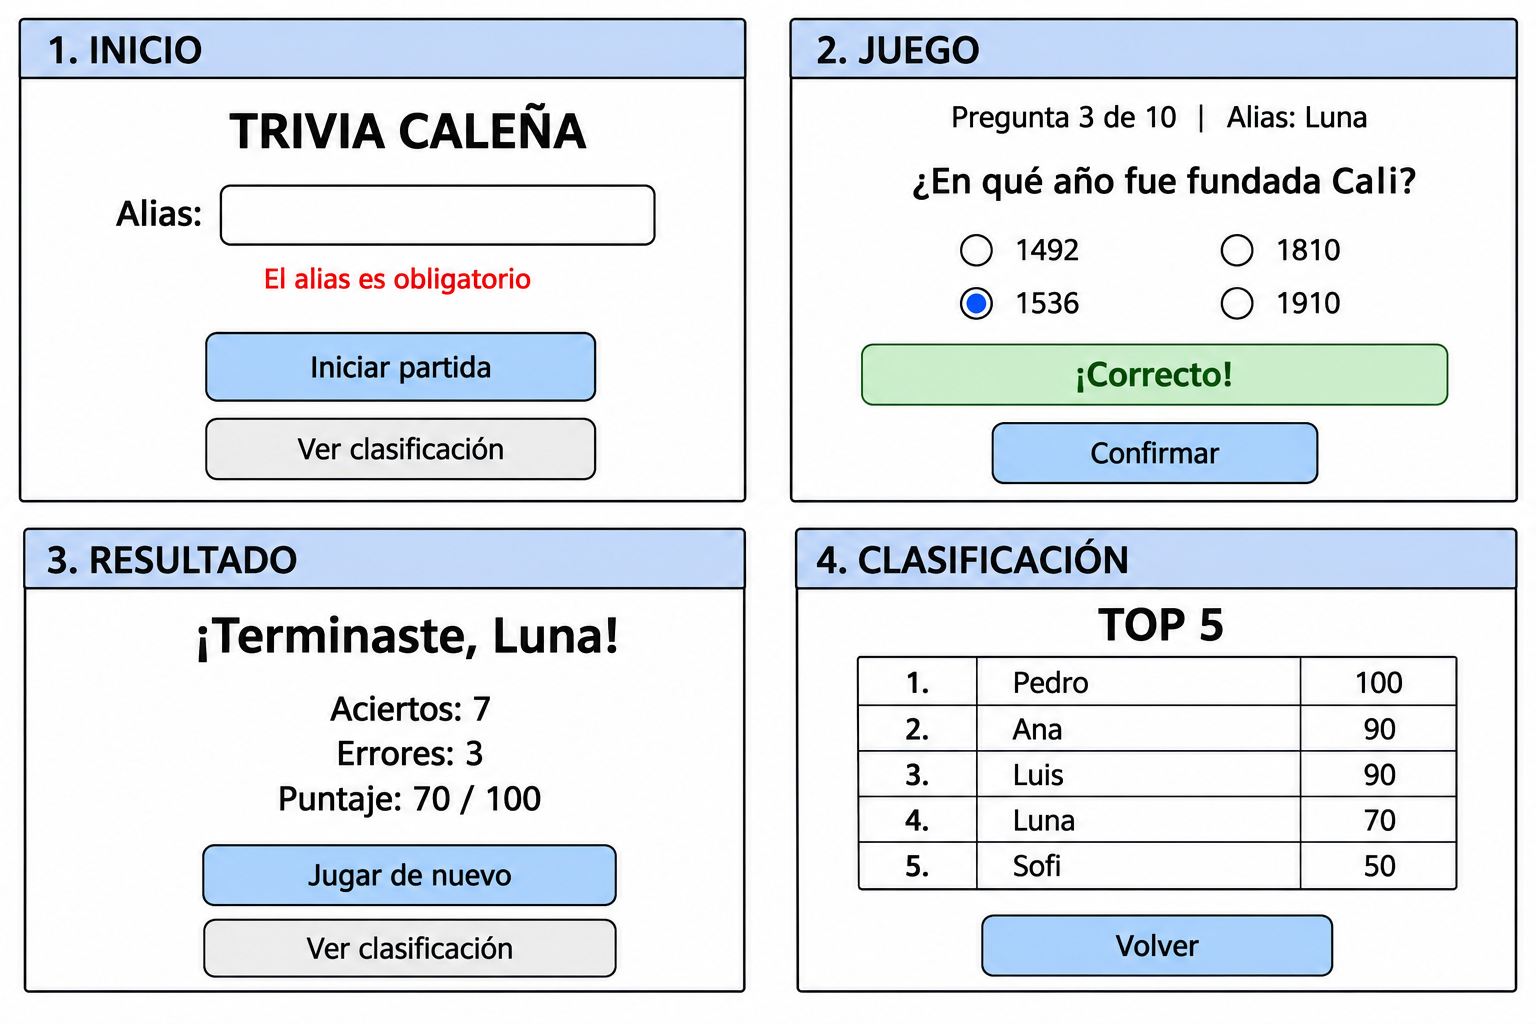 1. INICIO
TRIVIA CALEÑA
Alias:
El alias es obligatorio
Iniciar partida
Ver clasificación
2. JUEGO
Pregunta 3 de 10 | Alias: Luna
¿En qué año fue fundada Cali?
1492 1810
1536 1910
¡Correcto!
Confirmar
3. RESULTADO
¡Terminaste, Luna!
Aciertos: 7
Errores: 3
Puntaje: 70 / 100
Jugar de nuevo
Ver clasificación
4. CLASIFICACIÓN
TOP 5
1. Pedro 100
2. Ana 90
3. Luis 90
4. Luna 70
5. Sofi 50
Volver